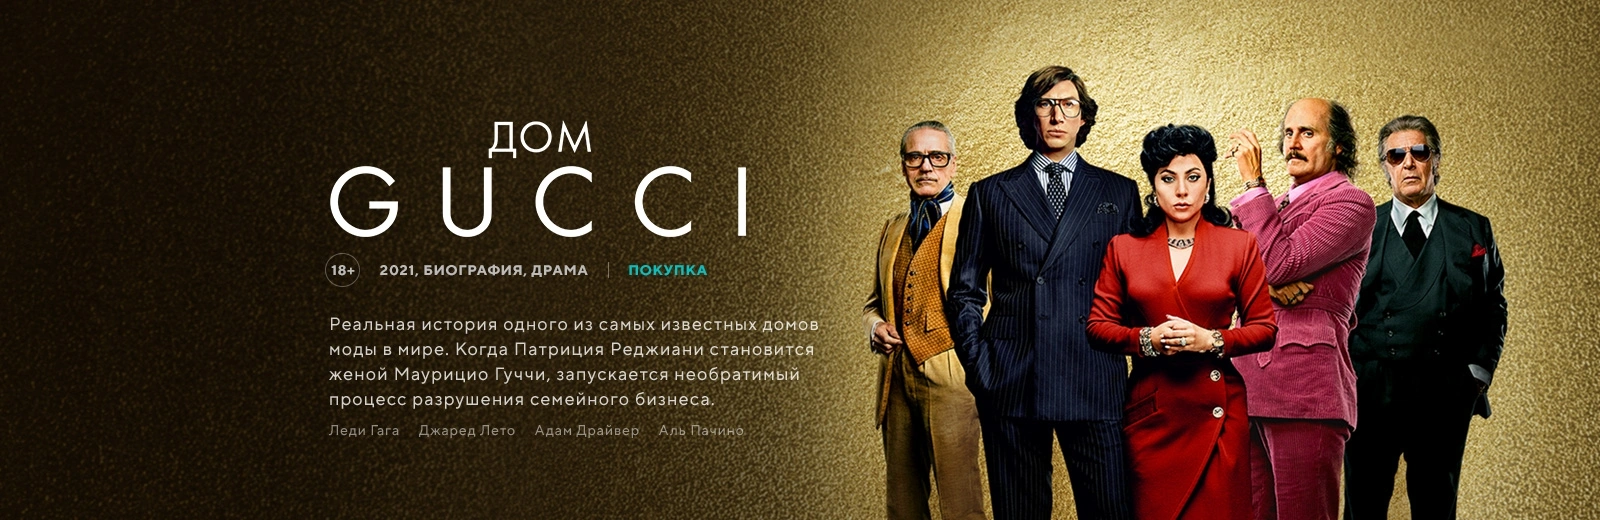 ДОМ
GUCCI
18+ 2021, БИОГРАФИЯ, ДРАМА | ПОКУПКА
Реальная история одного из самых известных домов
моды в мире. Когда Патриция Реджиани становится
женой Маурицио Гуччи, запускается необратимый
процесс разрушения семейного бизнеса.
Леди Гага Джаред Лето Адам Драйвер Аль Пачино